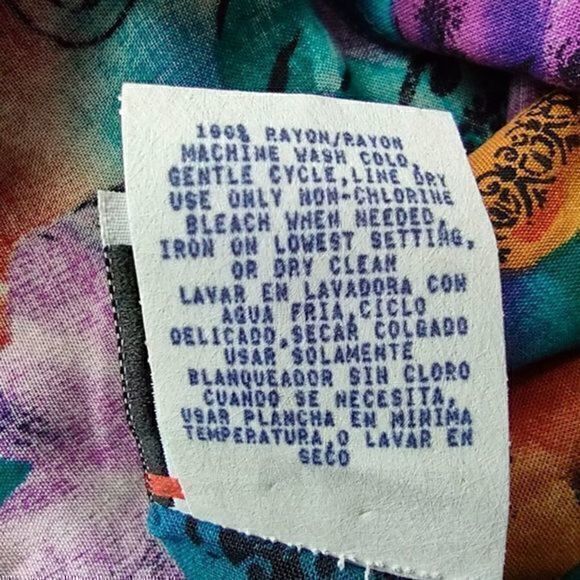 100% RAYON/RAYON
MACHINE WASH COLD,
GENTLE CYCLE,LINE DRY
USE ONLY NON-CHLORINE
BLEACH WHEN NEEDED,
IRON ON LOWEST SETTING,
OR DRY CLEAN
LAVAR EN LAVADORA CON
AGUA FRIA,CICLO
DELICADO,SECAR COLGADO
USAR SOLAMENTE
BLANQUEADOR SIN CLORO
CUANDO SE NECESITA,
USAR PLANCHA EN MINIMA
TEMPERATURA,O LAVAR EN
SECO